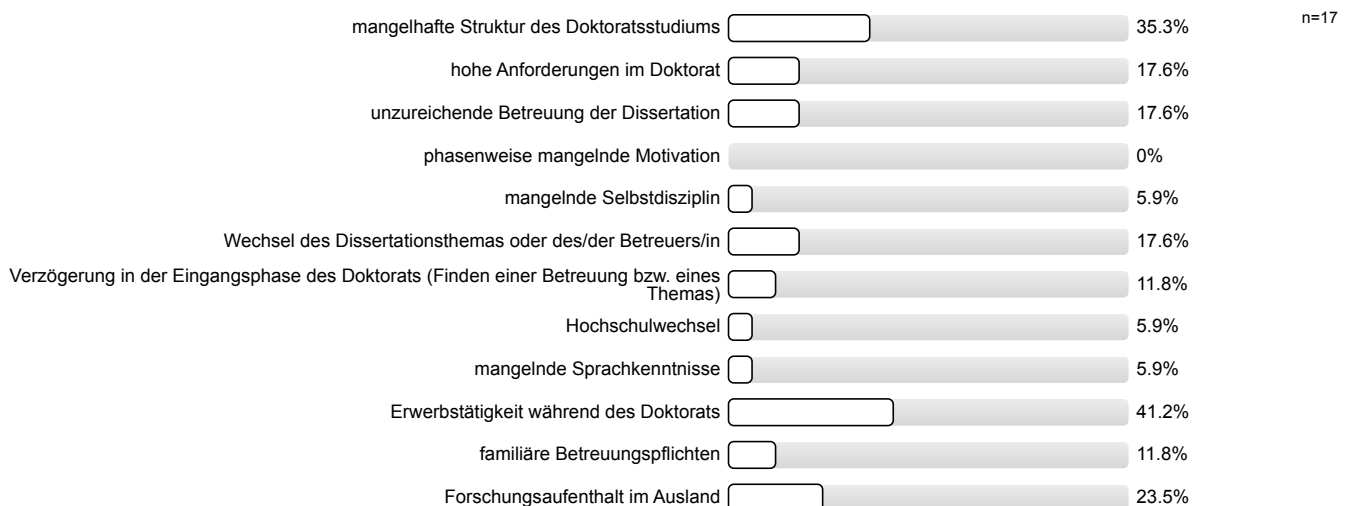 n=17
mangelhafte Struktur des Doktoratsstudiums 35.3%
hohe Anforderungen im Doktorat 17.6%
unzureichende Betreuung der Dissertation 17.6%
phasenweise mangelnde Motivation 0%
mangelnde Selbstdisziplin 5.9%
Wechsel des Dissertationsthemas oder des/der Betreuers/in 17.6%
Verzögerung in der Eingangsphase des Doktorats (Finden einer Betreuung bzw. eines
Themas) 11.8%
Hochschulwechsel 5.9%
mangelnde Sprachkenntnisse 5.9%
Erwerbstätigkeit während des Doktorats 41.2%
familiäre Betreuungspflichten 11.8%
Forschungsaufenthalt im Ausland 23.5%